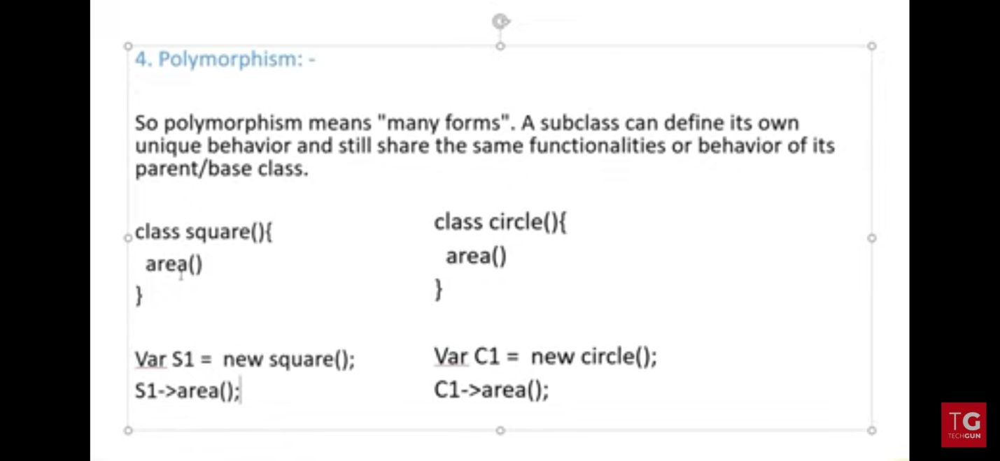 4. Polymorphism: -
So polymorphism means "many forms". A subclass can define its own
unique behavior and still share the same functionalities or behavior of its
parent/base class.
class square(){
area()
}
Var S1 = new square();
S1->area();
class circle(){
area()
}
Var C1 = new circle();
C1->area();
TG
TECHGUN